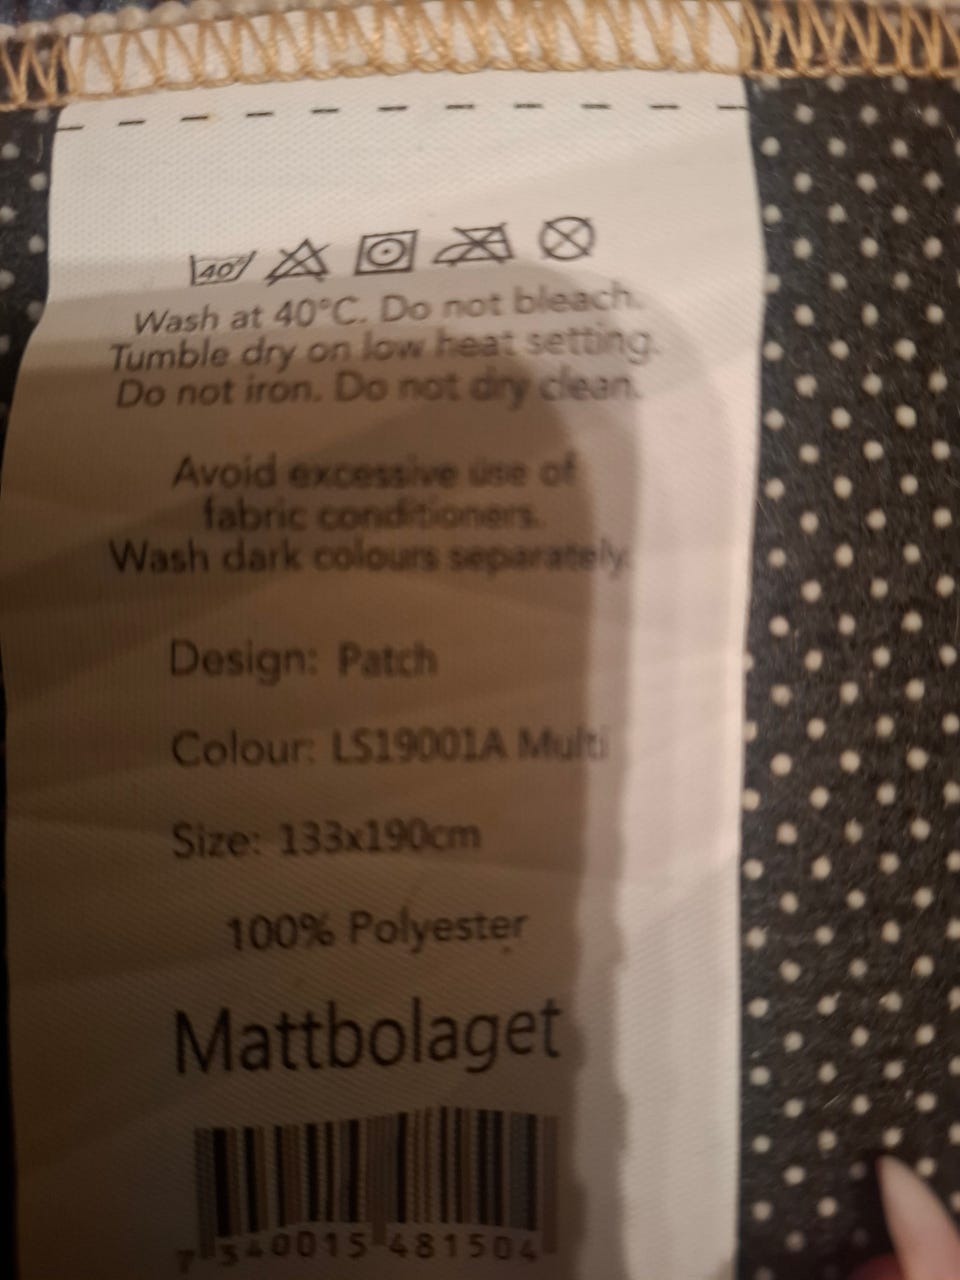 40°
Wash at 40°C. Do not bleach.
Tumble dry on low heat setting.
Do not iron. Do not dry clean.
Avoid excessive use of
fabric conditioners.
Wash dark colours separately.
Design: Patch
Colour: LS19001A Multi
Size: 133x190cm
100% Polyester
Mattbolaget
7 340015 481504